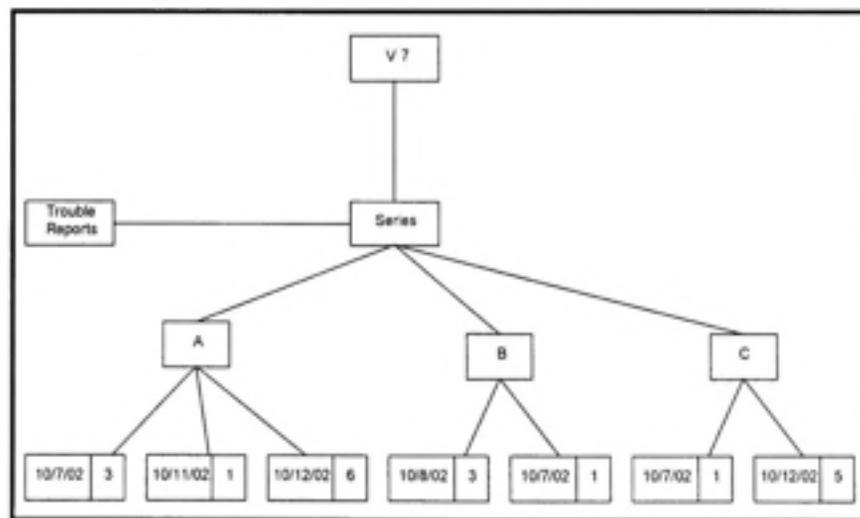 V 7
Trouble
Reports
Series
A
B
C
10/7/02 3
10/11/02 1
10/12/02 6
10/8/02 3
10/7/02 1
10/7/02 1
10/12/02 5